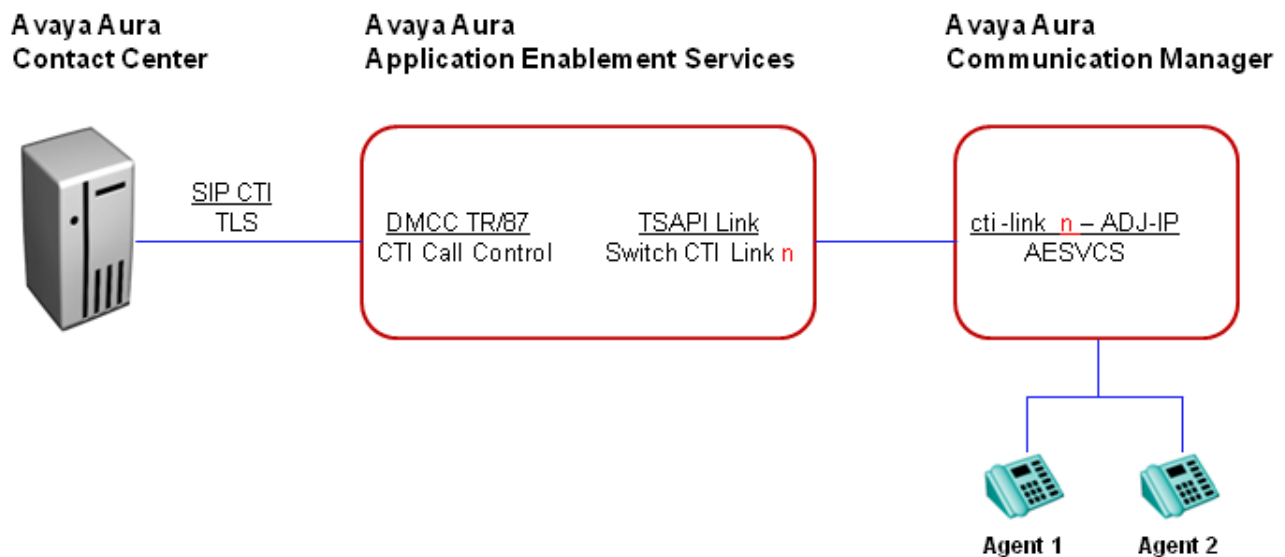 Avaya Aura
Contact Center
Avaya Aura
Application Enablement Services
Avaya Aura
Communication Manager
SIP CTI
TLS
DMCC TR/87
CTI Call Control
TSAPI Link
Switch CTI Link n
cti-link n – ADJ-IP
AESVCS
Agent 1
Agent 2